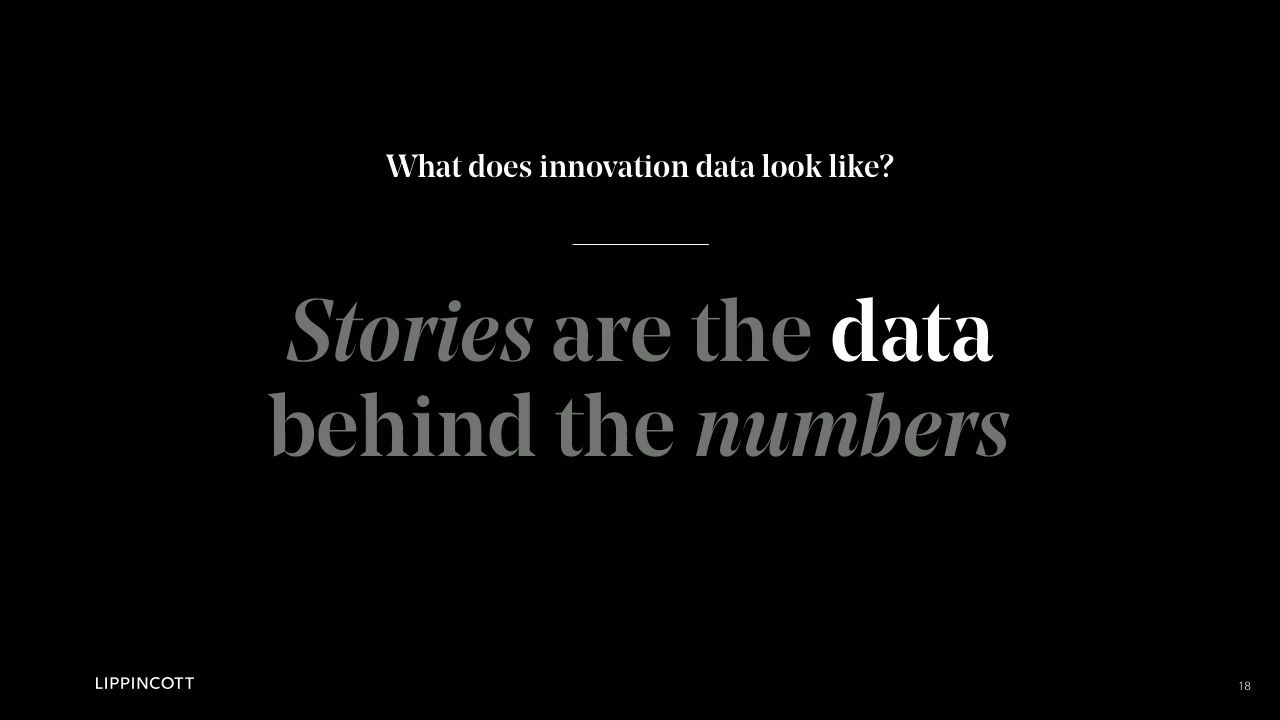 What does innovation data look like?
Stories are the data
behind the numbers
LIPPINCOTT
18